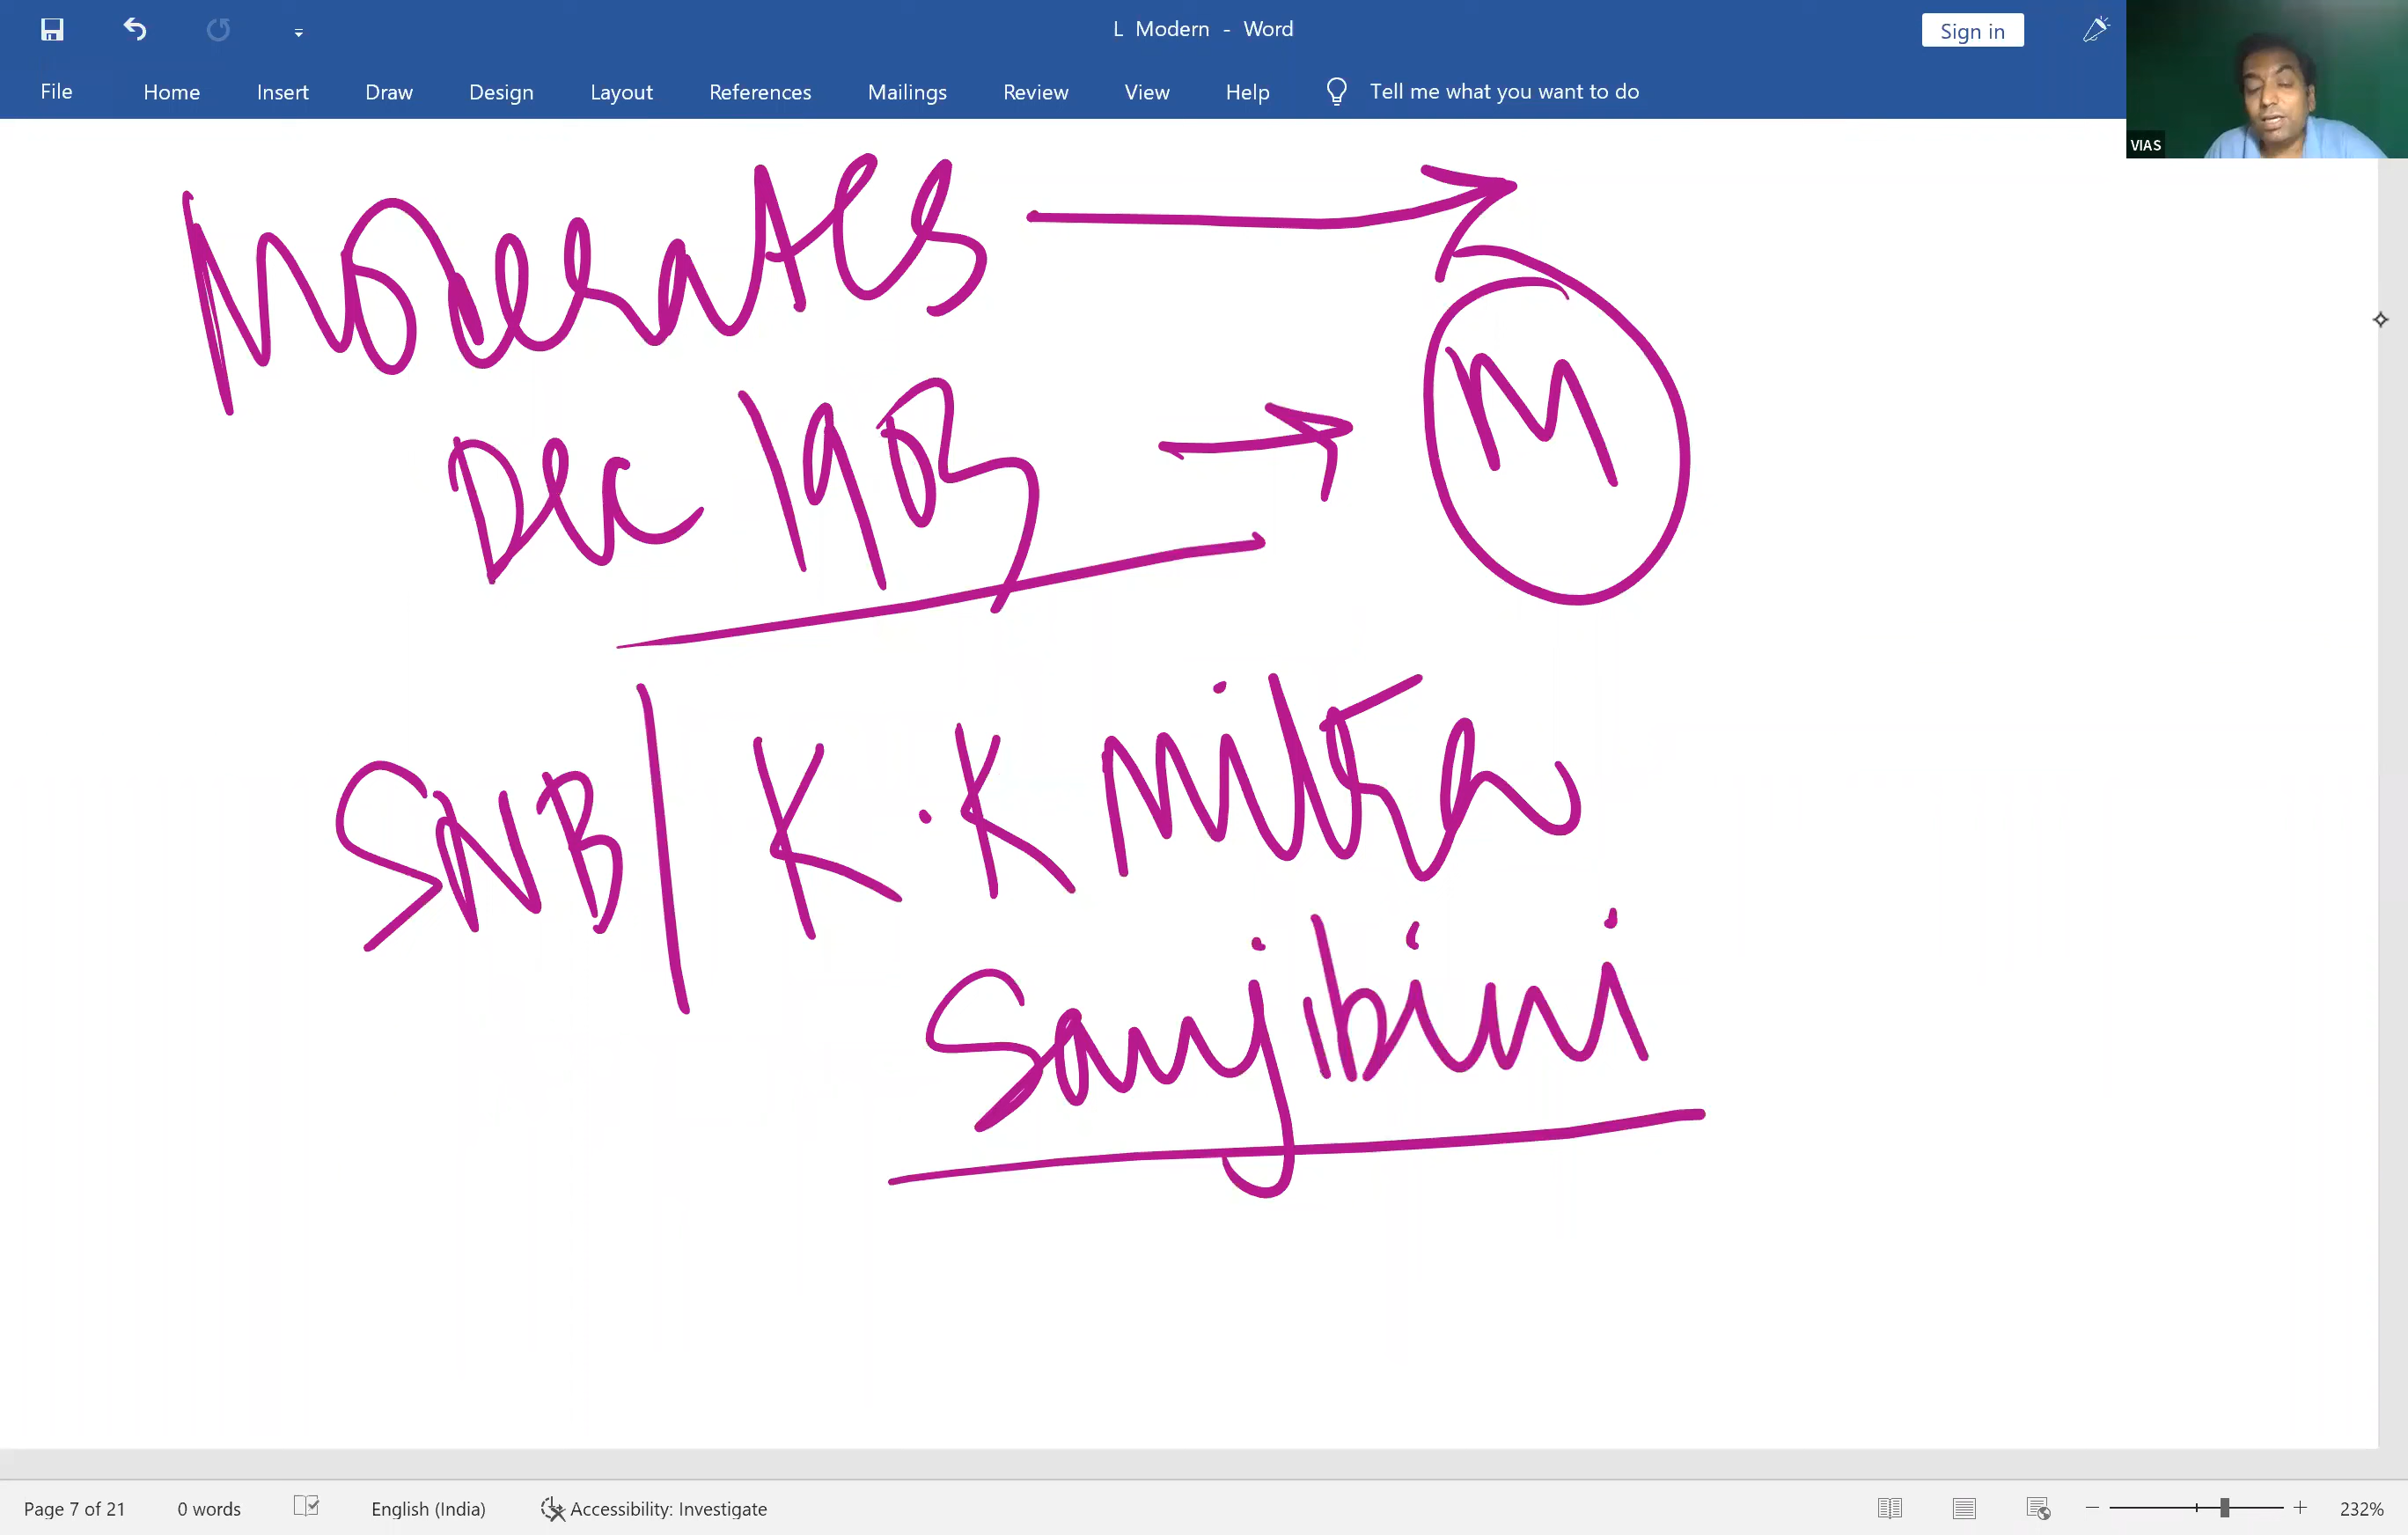 L Modern - Word
Sign in
File Home Insert Draw Design Layout References Mailings Review View Help Tell me what you want to do
VIAS
Moderates
Dec 1903
M
SNB / K.K Mitra
Sanjibini
Page 7 of 21 0 words English (India) Accessibility: Investigate 232%